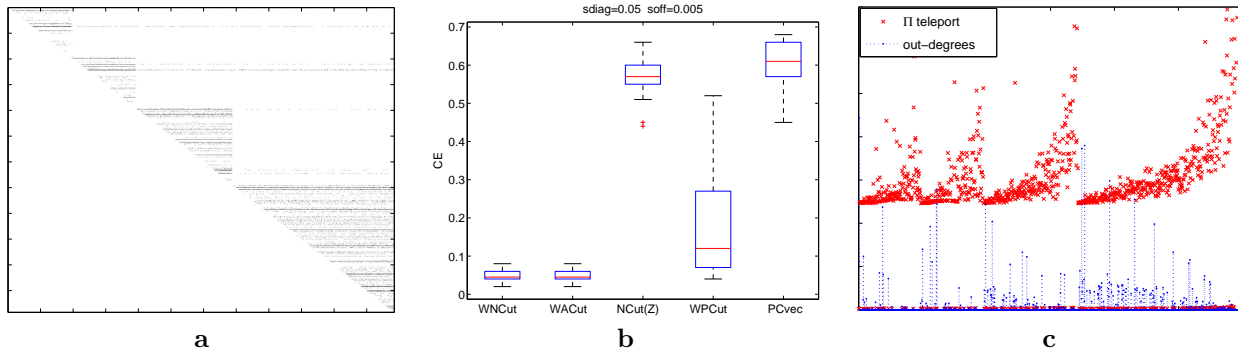 sdiag=0.05 soff=0.005
0.7
0.6
0.5
0.4
0.3
0.2
0.1
0
CE
WNCut WACut NCut(Z) WPCut PCvec
Π teleport
out−degrees
a b c